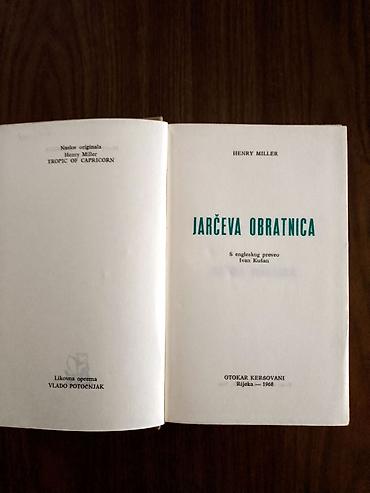 Naslov originala
Henry Miller
TROPIC OF CAPRICORN
Likovna oprema
VLADO POTOČNJAK
HENRY MILLER
JARČEVA OBRATNICA
S engleskog preveo
Ivan Kušan
OTOKAR KERŠOVANI
Rijeka — 1968